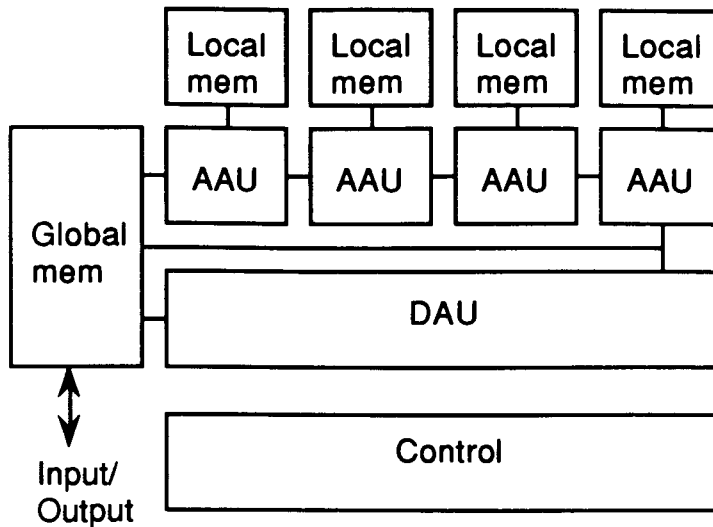 Local
mem
Local
mem
Local
mem
Local
mem
AAU
AAU
AAU
AAU
Global
mem
DAU
Control
Input/
Output